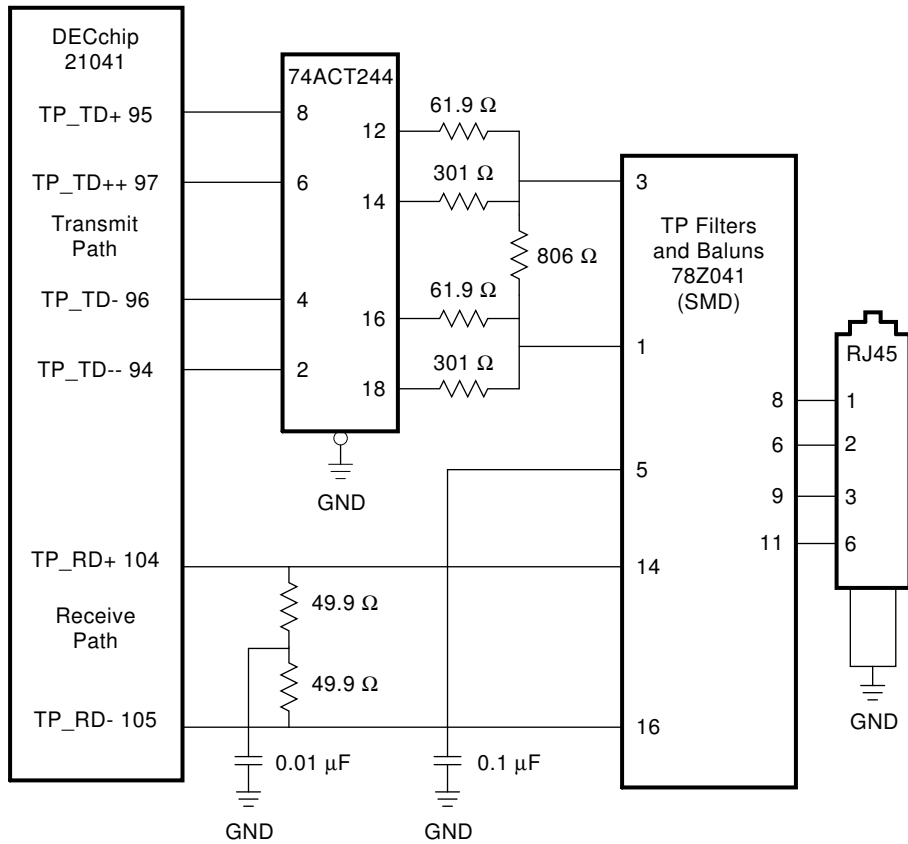 DECchip
21041
TP_TD+ 95
TP_TD++ 97
Transmit
Path
TP_TD- 96
TP_TD-- 94
TP_RD+ 104
Receive
Path
TP_RD- 105
74ACT244
8
6
4
2
12
14
16
18
GND
61.9 Ω
301 Ω
806 Ω
61.9 Ω
301 Ω
49.9 Ω
49.9 Ω
0.01 μF
GND
0.1 μF
GND
3
1
5
14
16
TP Filters
and Baluns
78Z041
(SMD)
8
6
9
11
RJ45
1
2
3
6
GND